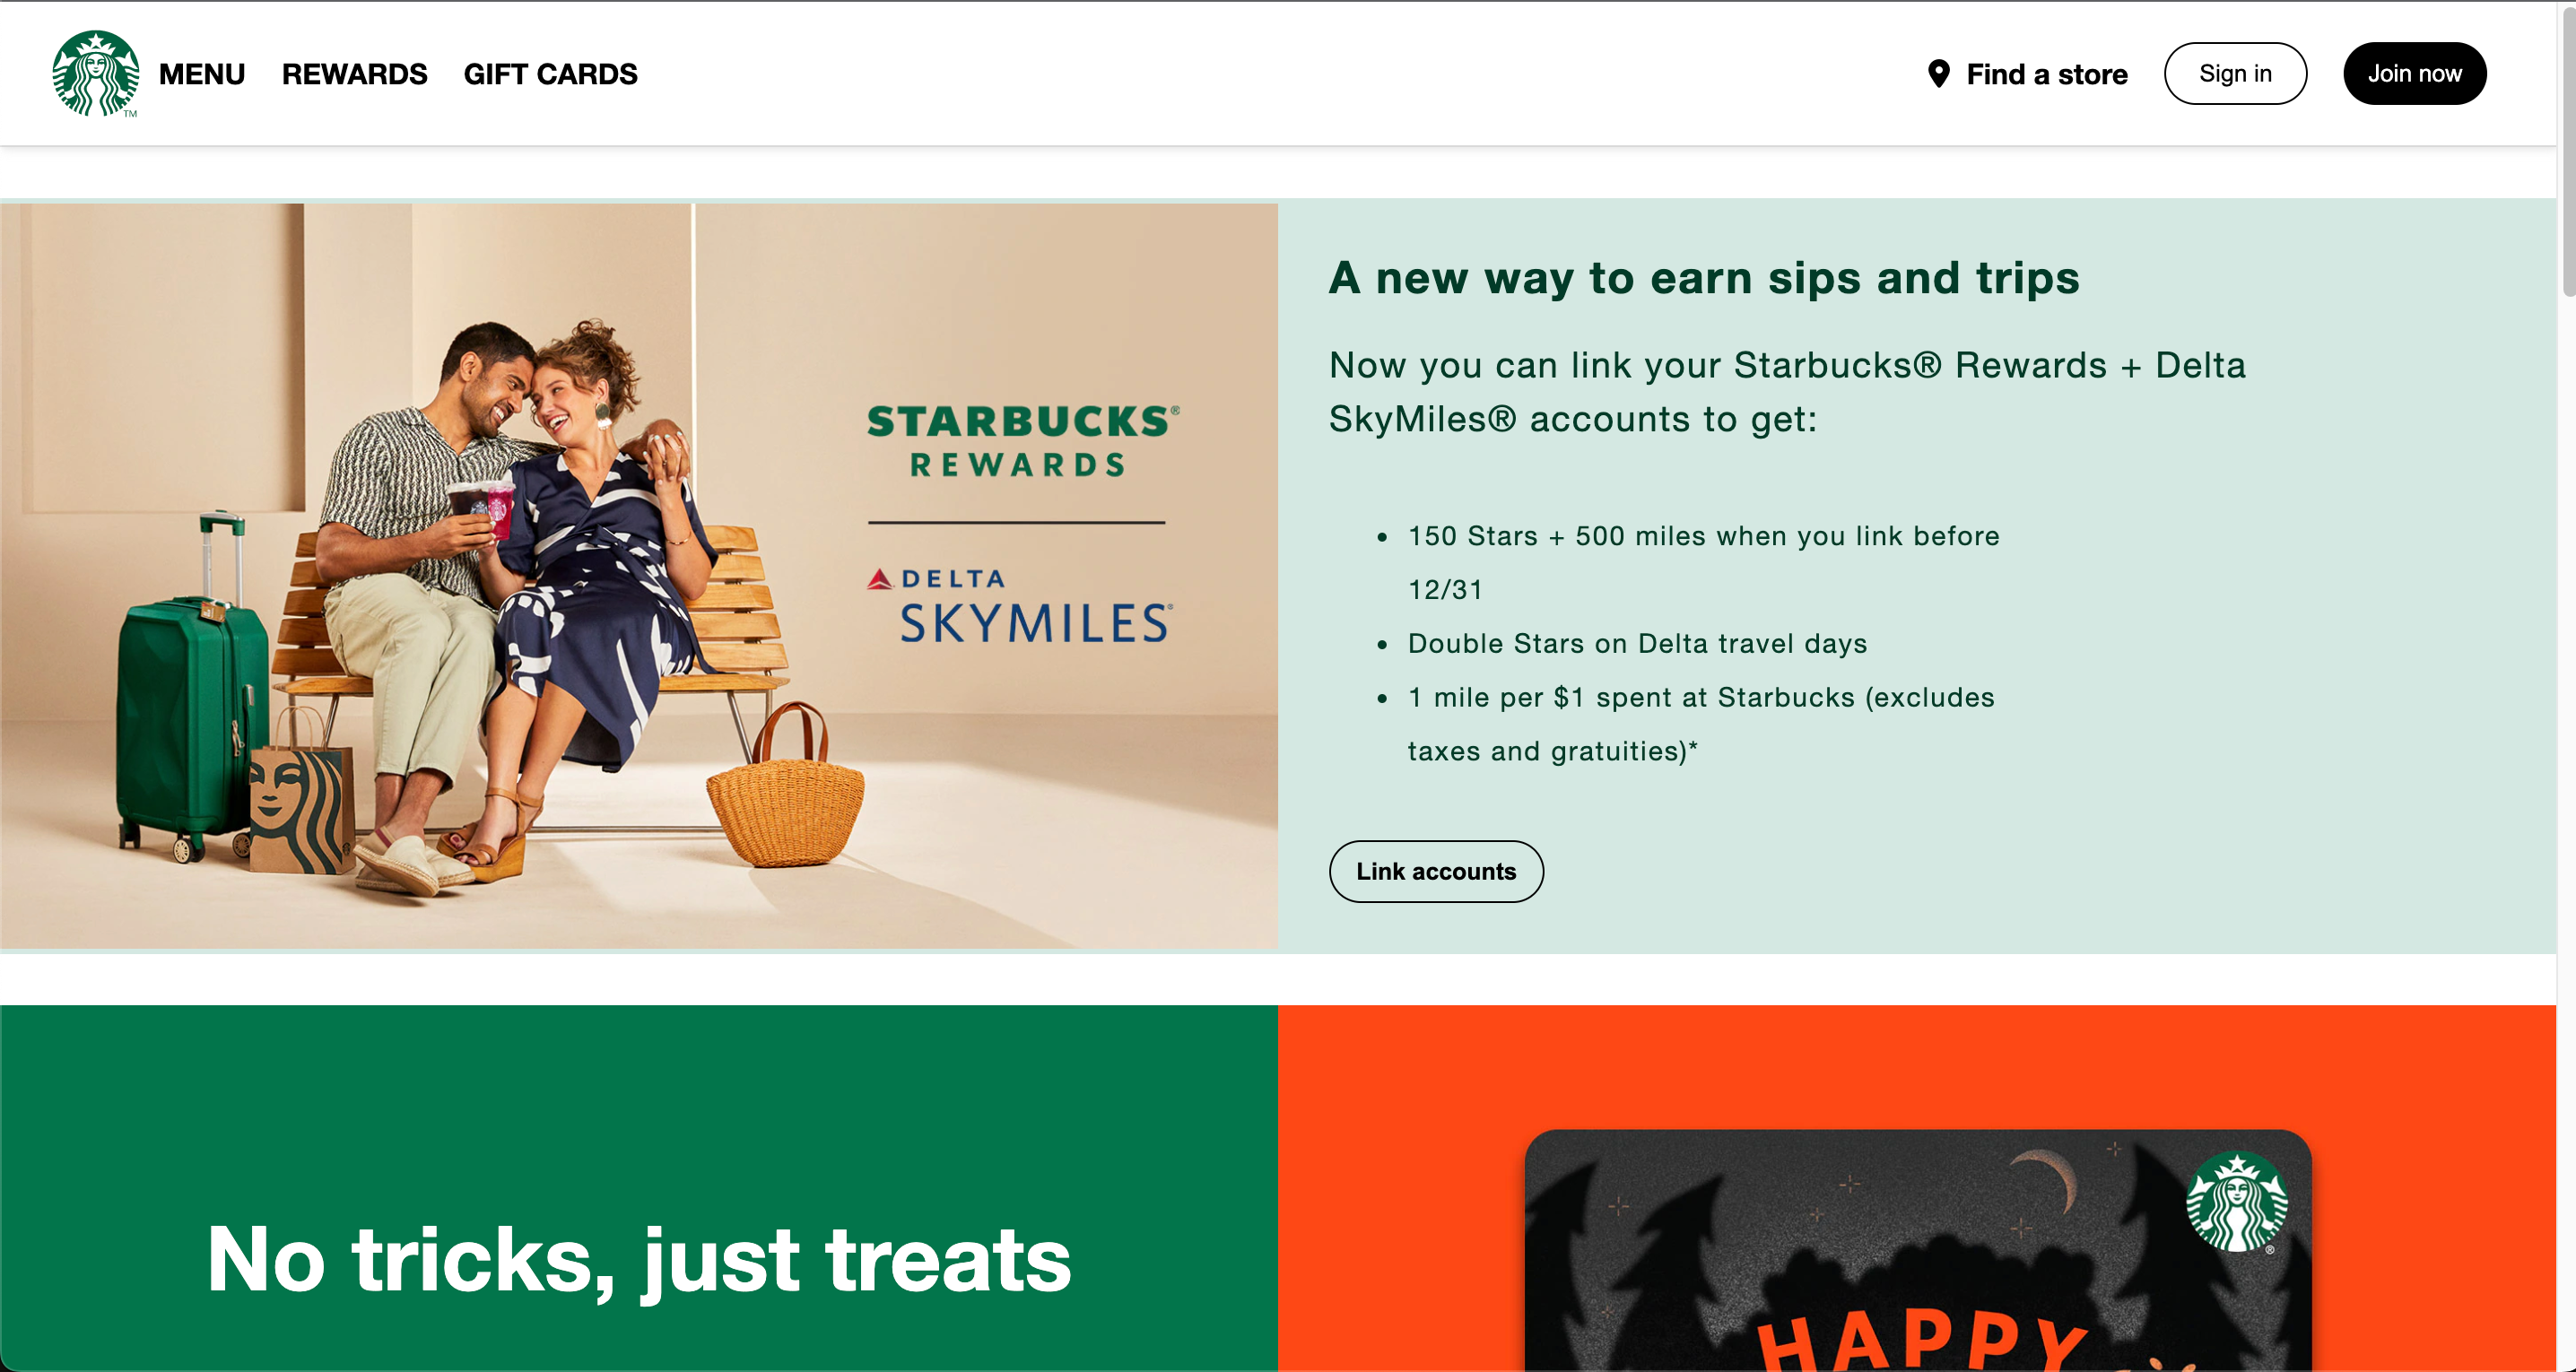 MENU
REWARDS
GIFT CARDS
Find a store
Sign in
Join now
TM
STARBUCKS®
REWARDS
DELTA
SKYMILES®
A new way to earn sips and trips
Now you can link your Starbucks® Rewards + Delta
SkyMiles® accounts to get:
• 150 Stars + 500 miles when you link before
12/31
• Double Stars on Delta travel days
• 1 mile per $1 spent at Starbucks (excludes
taxes and gratuities)*
Link accounts
No tricks, just treats
®
HAPPY